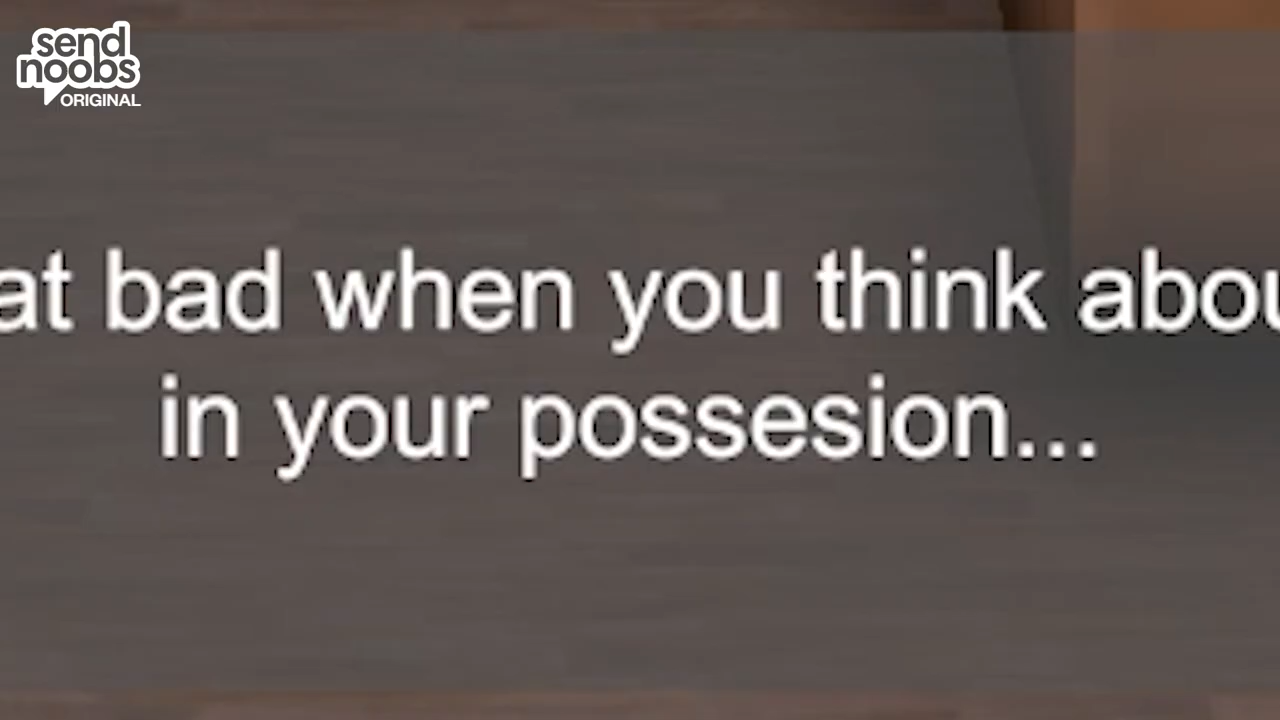 send
noobs
ORIGINAL
at bad when you think abou
in your possesion...